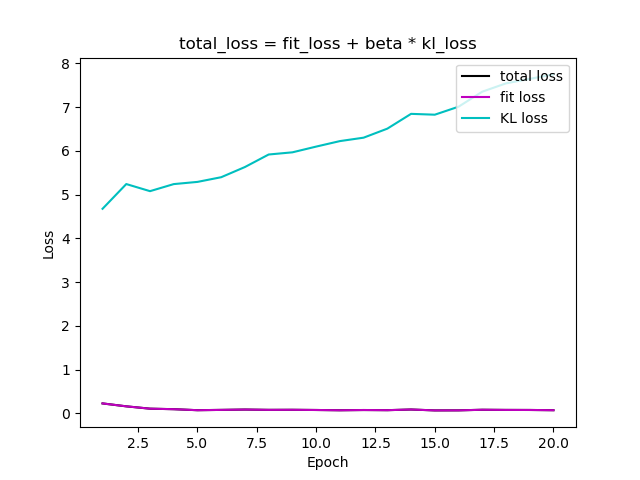 total_loss = fit_loss + beta * kl_loss
8
7
6
5
4
3
2
1
0
Loss
total loss
fit loss
KL loss
2.5 5.0 7.5 10.0 12.5 15.0 17.5 20.0
Epoch